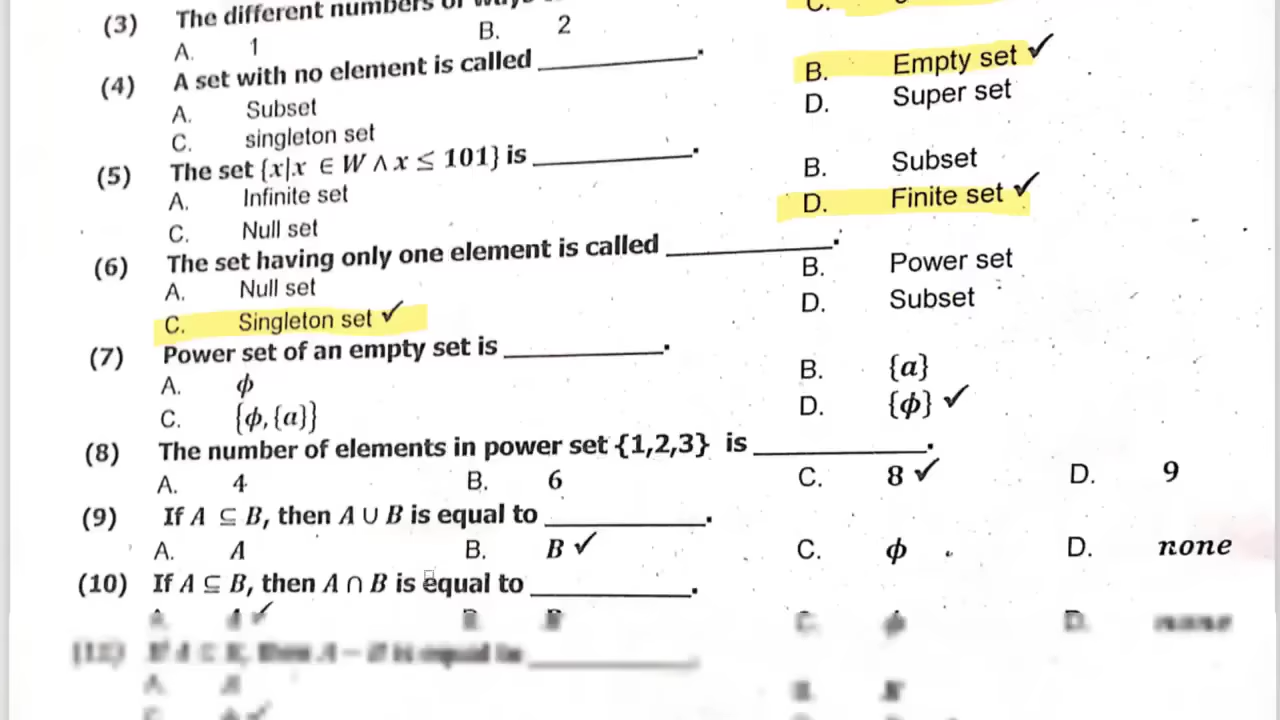 (3) The different numbers of ways
C.
A. 1 B. 2
(4) A set with no element is called ________.
B. Empty set ✓
A. Subset D. Super set
C. singleton set
(5) The set {x|x ∈ W ∧ x ≤ 101} is ________.
B. Subset
A. Infinite set D. Finite set ✓
C. Null set
(6) The set having only one element is called ________.
A. Null set B. Power set
C. Singleton set ✓ D. Subset
(7) Power set of an empty set is ________.
A. ϕ B. {a}
C. {ϕ, {a}} D. {ϕ} ✓
(8) The number of elements in power set {1,2,3} is ________.
A. 4 B. 6 C. 8 ✓ D. 9
(9) If A ⊆ B, then A ∪ B is equal to ________.
A. A B. B ✓ C. ϕ D. none
(10) If A ⊆ B, then A ∩ B is equal to ________.